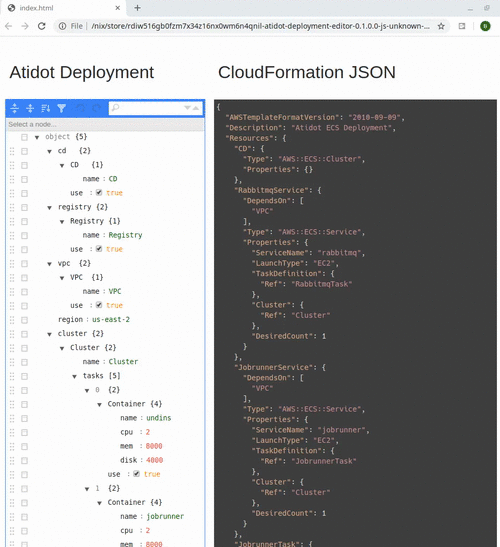 index.html
File
/nix/store/rdiw516gb0fzm7x34z16nx0wm6n4qnil-atidot-deployment-editor-0.1.0.0-js-unknown-...
Atidot Deployment
CloudFormation JSON
Select a node...
object {5}
cd {2}
CD {1}
name : CD
use : true
registry {2}
Registry {1}
name : Registry
use : true
vpc {2}
VPC {1}
name : VPC
use : true
region : us-east-2
cluster {2}
Cluster {2}
name : Cluster
tasks [5]
0 {2}
Container {4}
name : undins
cpu : 2
mem : 8000
disk : 4000
use : true
1 {2}
Container {4}
name : jobrunner
cpu : 2
mem : 8000
{
"AWSTemplateFormatVersion": "2010-09-09",
"Description": "Atidot ECS Deployment",
"Resources": {
"CD": {
"Type": "AWS::ECS::Cluster",
"Properties": {}
},
"RabbitmqService": {
"DependsOn": [
"VPC"
],
"Type": "AWS::ECS::Service",
"Properties": {
"ServiceName": "rabbitmq",
"LaunchType": "EC2",
"TaskDefinition": {
"Ref": "RabbitmqTask"
},
"Cluster": {
"Ref": "Cluster"
},
"DesiredCount": 1
}
},
"JobrunnerService": {
"DependsOn": [
"VPC"
],
"Type": "AWS::ECS::Service",
"Properties": {
"ServiceName": "jobrunner",
"LaunchType": "EC2",
"TaskDefinition": {
"Ref": "JobrunnerTask"
},
"Cluster": {
"Ref": "Cluster"
},
"DesiredCount": 1
}
},
"JobrunnerTask": {